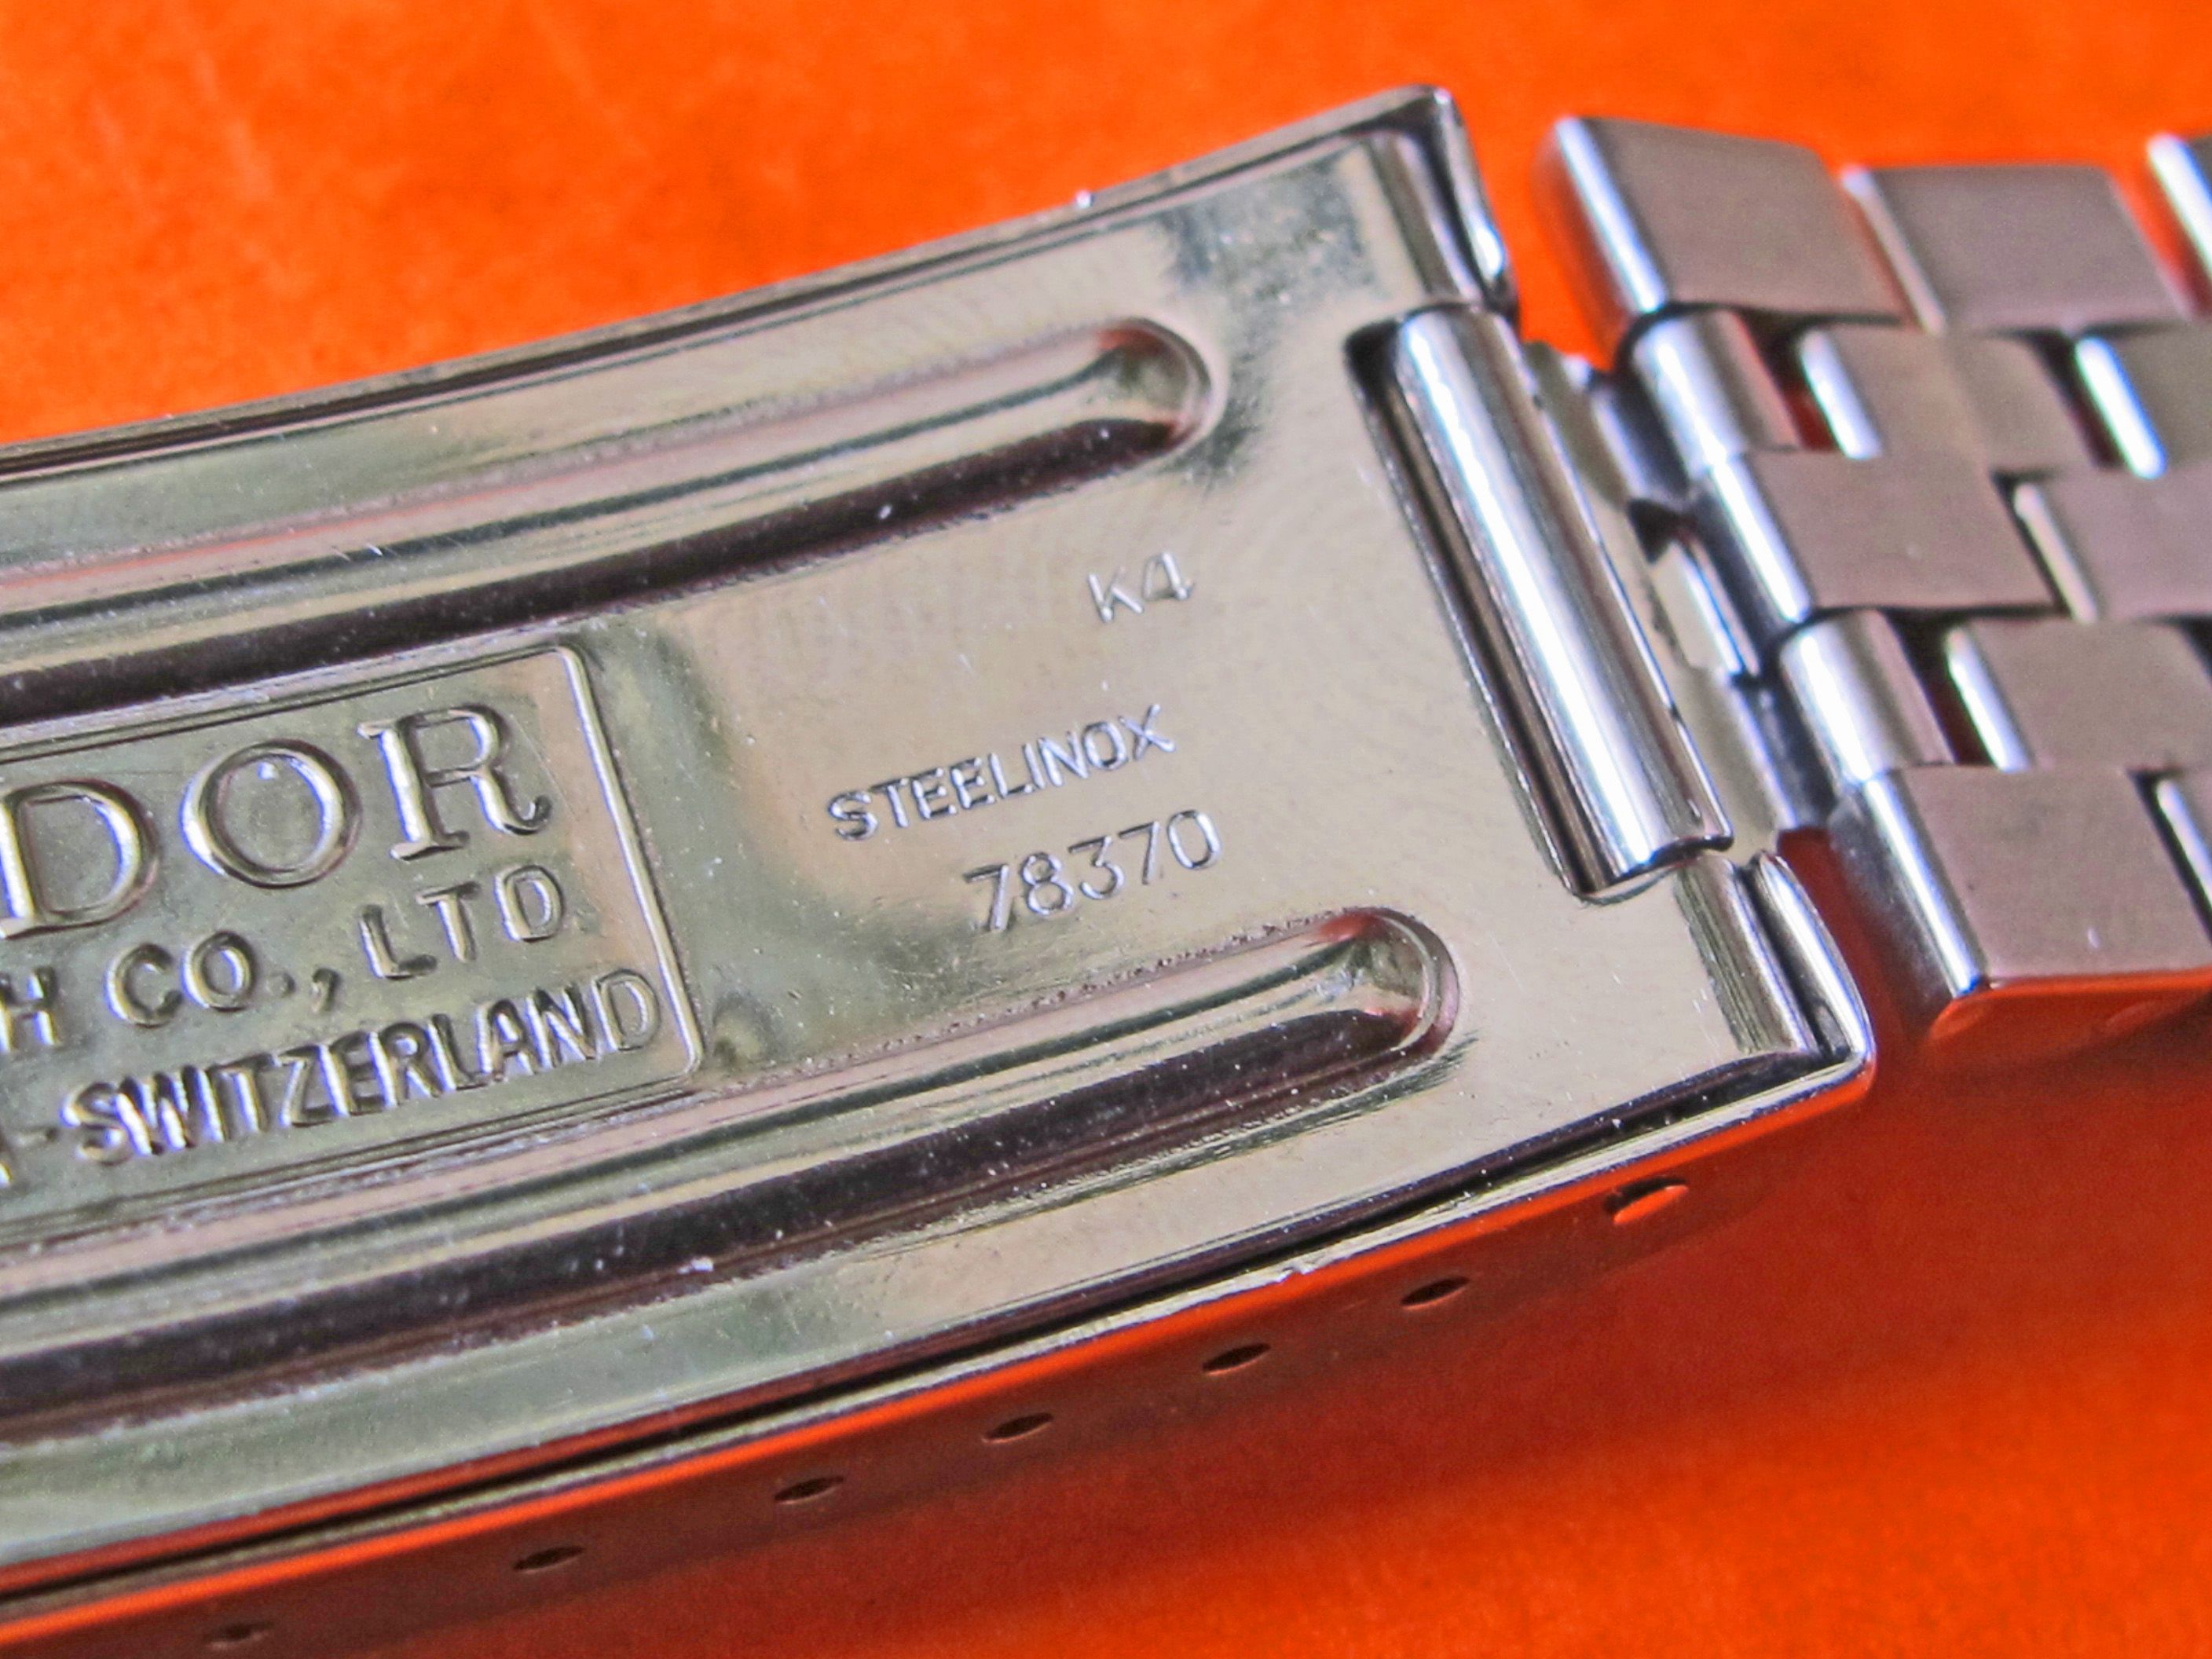 K4
STEELINOX
78370
DOR
H CO., LTD
-SWITZERLAND